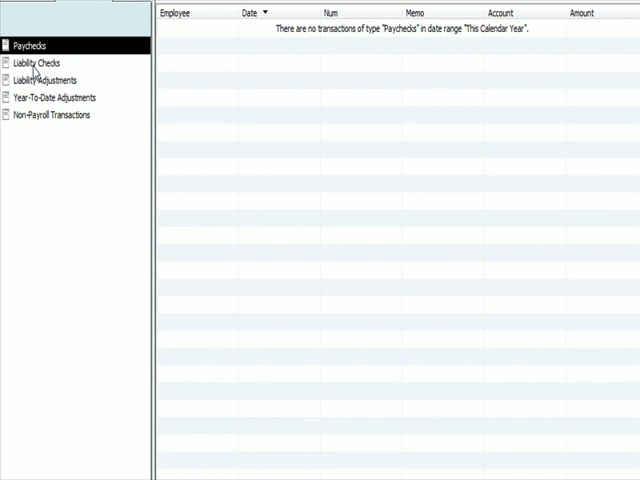 Employee Date Num Memo Account Amount
There are no transactions of type "Paychecks" in date range "This Calendar Year".
Paychecks
Liability Checks
Liability Adjustments
Year-To-Date Adjustments
Non-Payroll Transactions